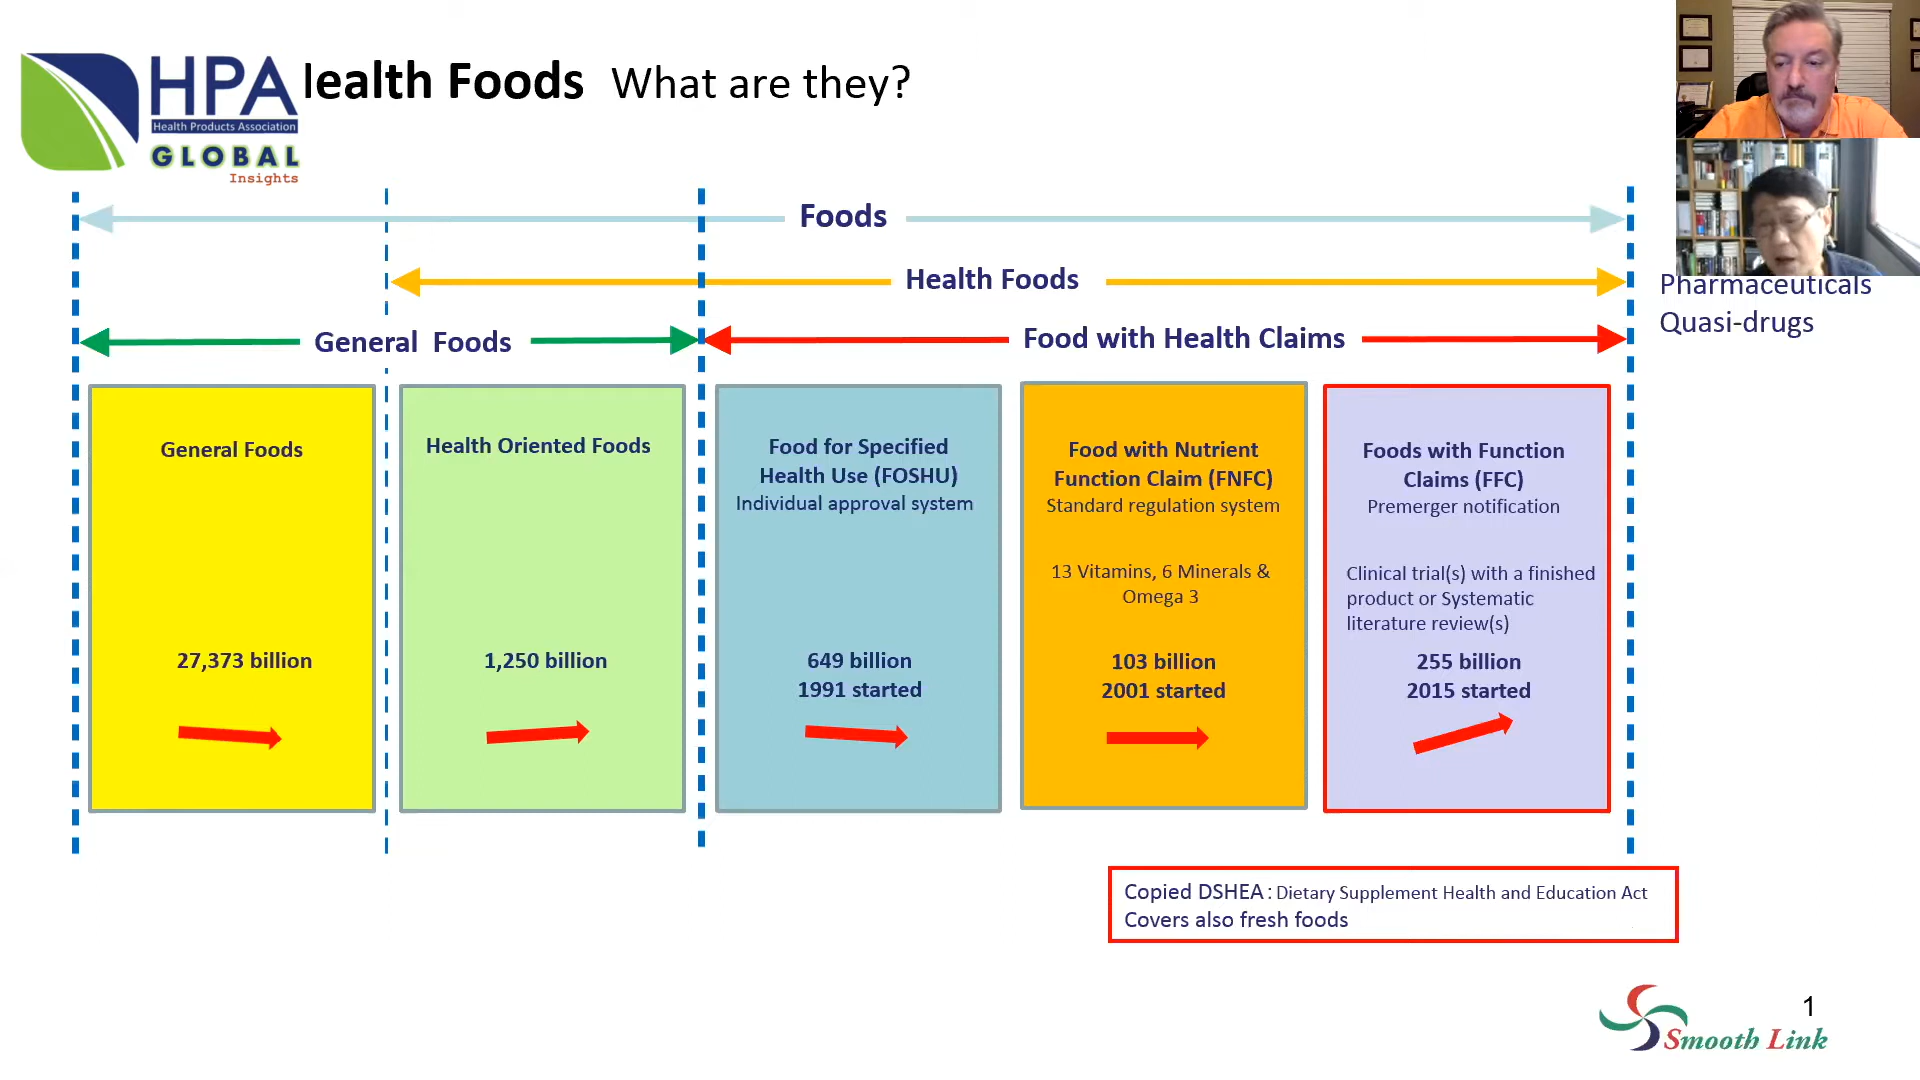 HPA
Health Products Association
GLOBAL
Insights
ealth Foods What are they?
Foods
Health Foods
Pharmaceuticals
Quasi-drugs
General Foods
Food with Health Claims
General Foods
27,373 billion
Health Oriented Foods
1,250 billion
Food for Specified
Health Use (FOSHU)
Individual approval system
649 billion
1991 started
Food with Nutrient
Function Claim (FNFC)
Standard regulation system
13 Vitamins, 6 Minerals &
Omega 3
103 billion
2001 started
Foods with Function
Claims (FFC)
Premerger notification
Clinical trial(s) with a finished
product or Systematic
literature review(s)
255 billion
2015 started
Copied DSHEA : Dietary Supplement Health and Education Act
Covers also fresh foods
1
Smooth Link